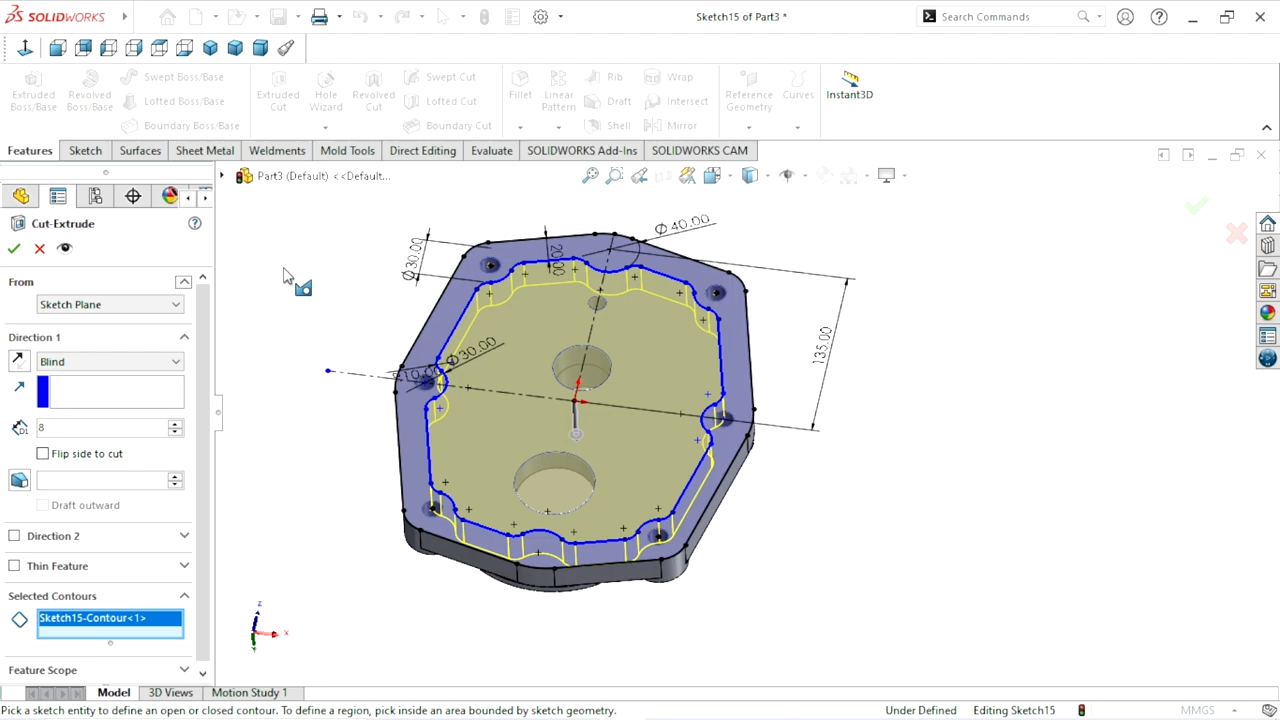 SOLIDWORKS
Sketch15 of Part3 *
Search Commands
Extruded Boss/Base
Revolved Boss/Base
Swept Boss/Base
Lofted Boss/Base
Boundary Boss/Base
Extruded Cut
Hole Wizard
Revolved Cut
Swept Cut
Lofted Cut
Boundary Cut
Fillet
Linear Pattern
Rib
Draft
Shell
Wrap
Intersect
Mirror
Reference Geometry
Curves
Instant3D
Features
Sketch
Surfaces
Sheet Metal
Weldments
Mold Tools
Direct Editing
Evaluate
SOLIDWORKS Add-Ins
SOLIDWORKS CAM
Part3 (Default) <<Default...
Cut-Extrude
From
Sketch Plane
Direction 1
Blind
8
Flip side to cut
Draft outward
Direction 2
Thin Feature
Selected Contours
Sketch15-Contour<1>
Feature Scope
Ø40.00
Ø30.00
20.00
Ø30.00
R10.00
135.00
z
x
Model
3D Views
Motion Study 1
Pick a sketch entity to define an open or closed contour. To define a region, pick inside an area bounded by sketch geometry.
Under Defined
Editing Sketch15
MMGS